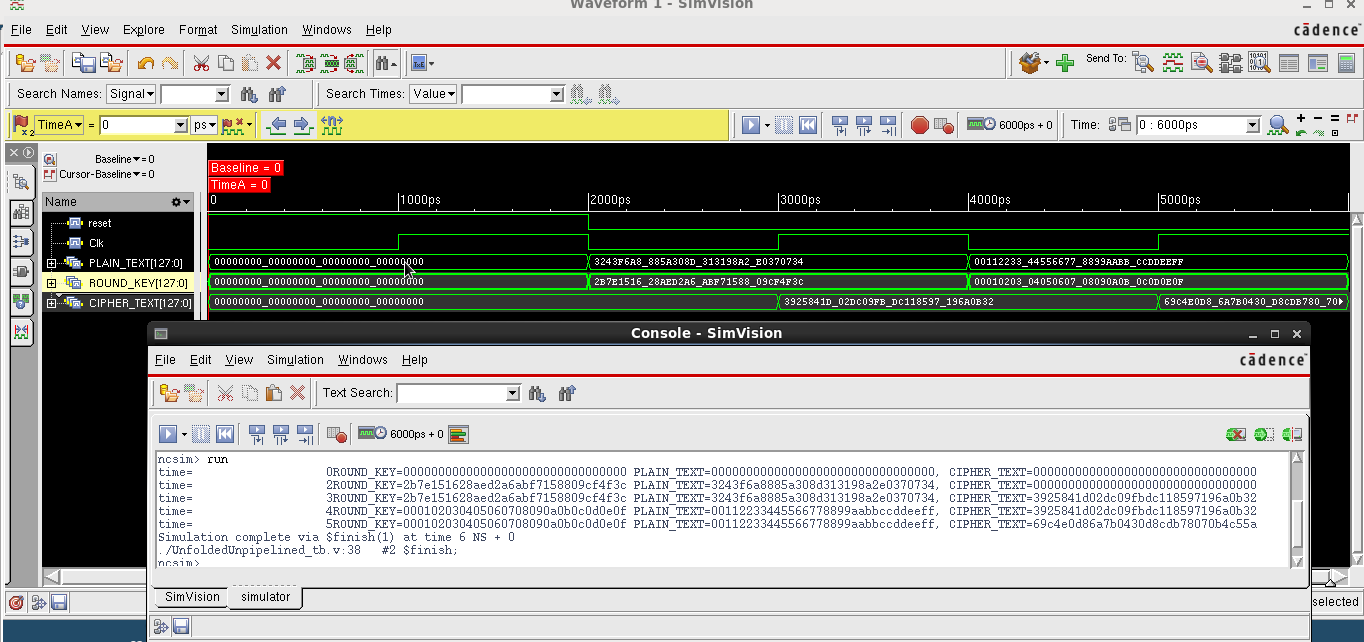 Waveform 1 - SimVision
File Edit View Explore Format Simulation Windows Help
cādence
Send To:
Search Names: Signal Search Times: Value
x2 TimeA = 0 ps 6000ps + 0 Time: 0 : 6000ps
Baseline = 0
Cursor-Baseline = 0
Baseline = 0
TimeA = 0
Name
0 1000ps 2000ps 3000ps 4000ps 5000ps
reset
Clk
PLAIN_TEXT[127:0] 00000000_00000000_00000000_00000000 3243F6A8_885A308D_313198A2_E0370734 00112233_44556677_8899AABB_CCDDEEFF
ROUND_KEY[127:0] 00000000_00000000_00000000_00000000 2B7E1516_28AED2A6_ABF71588_09CF4F3C 00010203_04050607_08090A0B_0C0D0E0F
CIPHER_TEXT[127:0] 00000000_00000000_00000000_00000000 3925841D_02DC09FB_DC118597_196A0B32 69C4E0D8_6A7B0430_D8CDB780_70
Console - SimVision
File Edit View Simulation Windows Help
cādence
Text Search:
6000ps + 0
ncsim> run
time= 0ROUND_KEY=00000000000000000000000000000000 PLAIN_TEXT=00000000000000000000000000000000, CIPHER_TEXT=00000000000000000000000000000000
time= 2ROUND_KEY=2b7e151628aed2a6abf7158809cf4f3c PLAIN_TEXT=3243f6a8885a308d313198a2e0370734, CIPHER_TEXT=00000000000000000000000000000000
time= 3ROUND_KEY=2b7e151628aed2a6abf7158809cf4f3c PLAIN_TEXT=3243f6a8885a308d313198a2e0370734, CIPHER_TEXT=3925841d02dc09fbdc118597196a0b32
time= 4ROUND_KEY=000102030405060708090a0b0c0d0e0f PLAIN_TEXT=00112233445566778899aabbccddeeff, CIPHER_TEXT=3925841d02dc09fbdc118597196a0b32
time= 5ROUND_KEY=000102030405060708090a0b0c0d0e0f PLAIN_TEXT=00112233445566778899aabbccddeeff, CIPHER_TEXT=69c4e0d86a7b0430d8cdb78070b4c55a
Simulation complete via $finish(1) at time 6 NS + 0
./UnfoldedUnpipelined_tb.v:38 #2 $finish;
ncsim>
SimVision simulator
selected